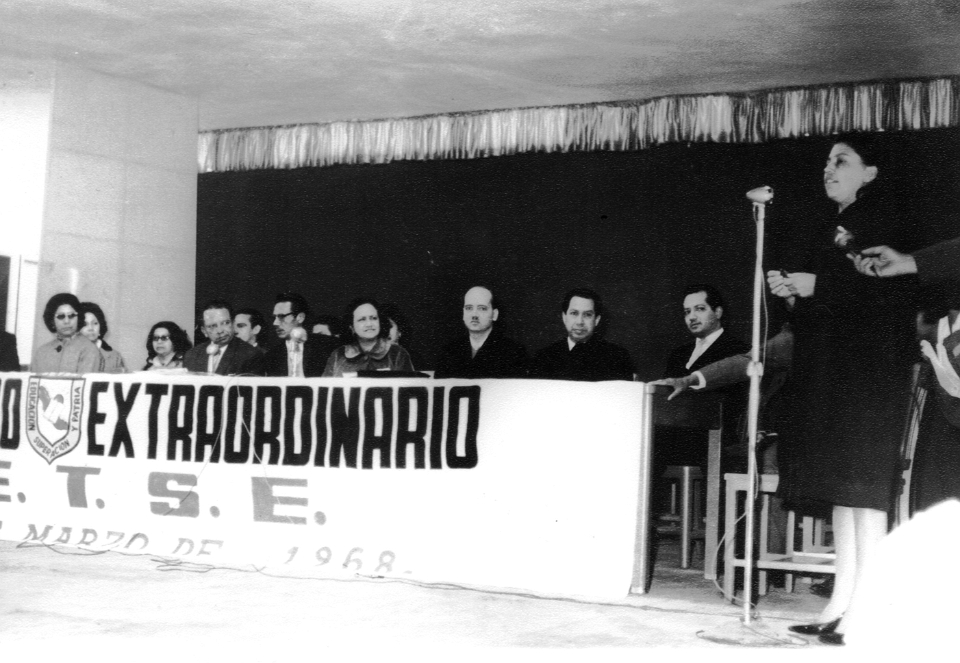 O EXTRAORDINARIO
EDUCACION
SUPERACION
Y PATRIA
E. T. S. E.
MARZO DE 1968.